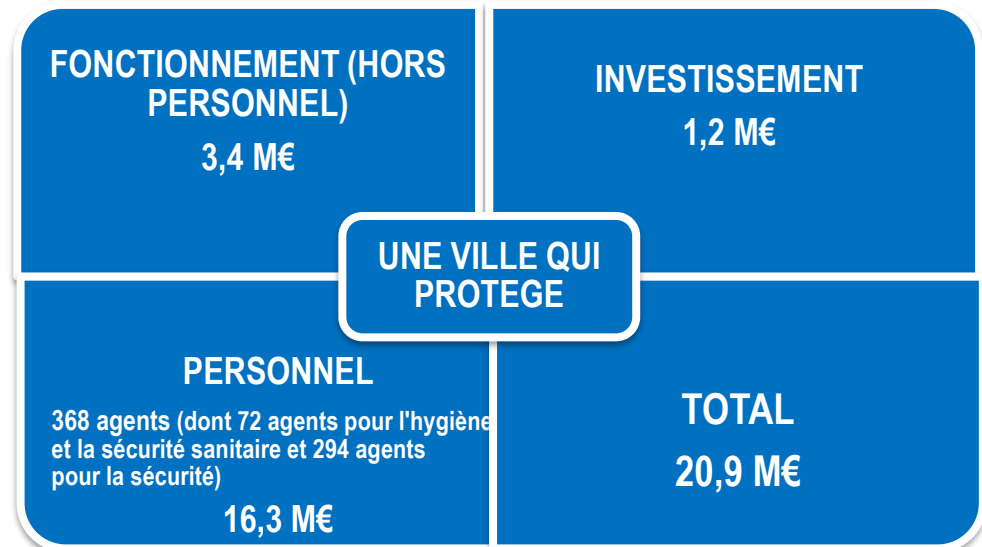 FONCTIONNEMENT (HORS
PERSONNEL)
3,4 M€
INVESTISSEMENT
1,2 M€
UNE VILLE QUI
PROTEGE
PERSONNEL
368 agents (dont 72 agents pour l'hygiène
et la sécurité sanitaire et 294 agents
pour la sécurité)
16,3 M€
TOTAL
20,9 M€